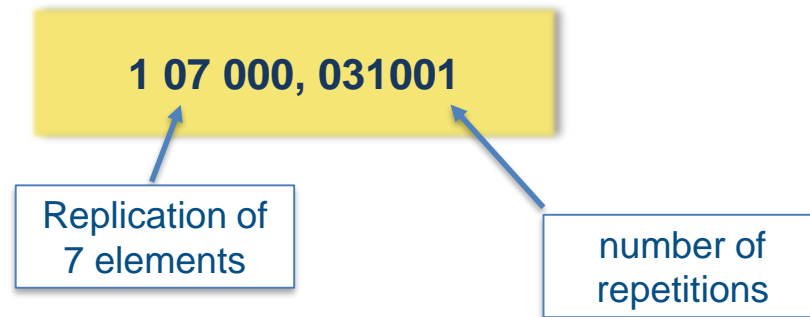 1 07 000, 031001
Replication of
7 elements
number of
repetitions